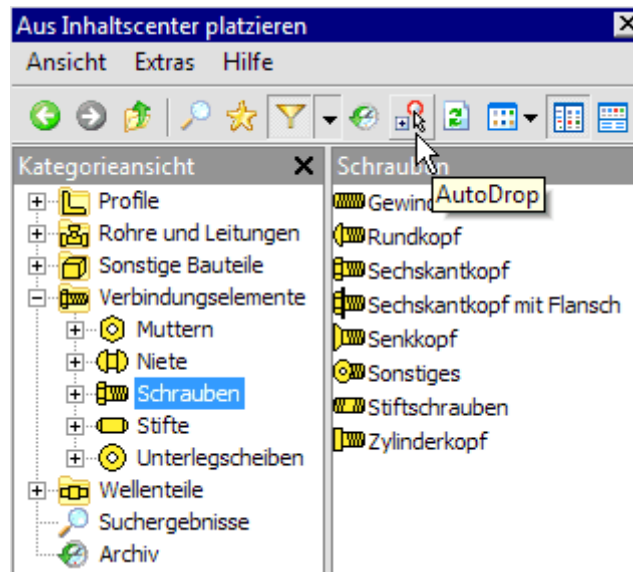 Aus Inhaltscenter platzieren
Ansicht Extras Hilfe
Kategorieansicht
Profile
Rohre und Leitungen
Sonstige Bauteile
Verbindungselemente
Muttern
Niete
Schrauben
Stifte
Unterlegscheiben
Wellenteile
Suchergebnisse
Archiv
Schrauben
AutoDrop
Rundkopf
Sechskantkopf
Sechskantkopf mit Flansch
Senkkopf
Sonstiges
Stiftschrauben
Zylinderkopf